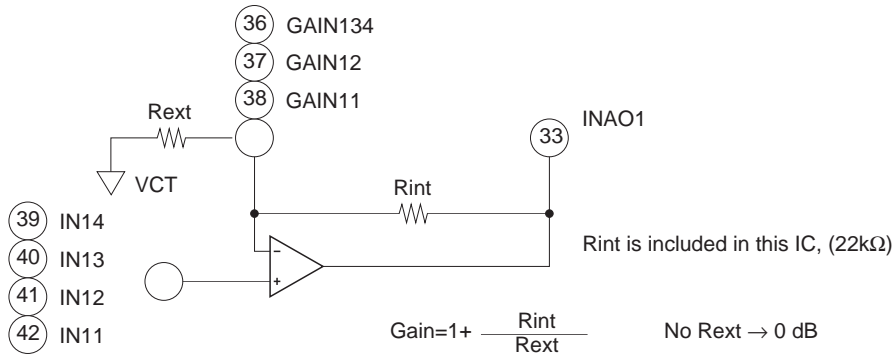 36 GAIN134
37 GAIN12
38 GAIN11
Rext
33 INAO1
VCT
Rint
39 IN14
40 IN13
41 IN12
42 IN11
−
+
Rint is included in this IC, (22kΩ)
Gain=1+ Rint
Rext
No Rext → 0 dB